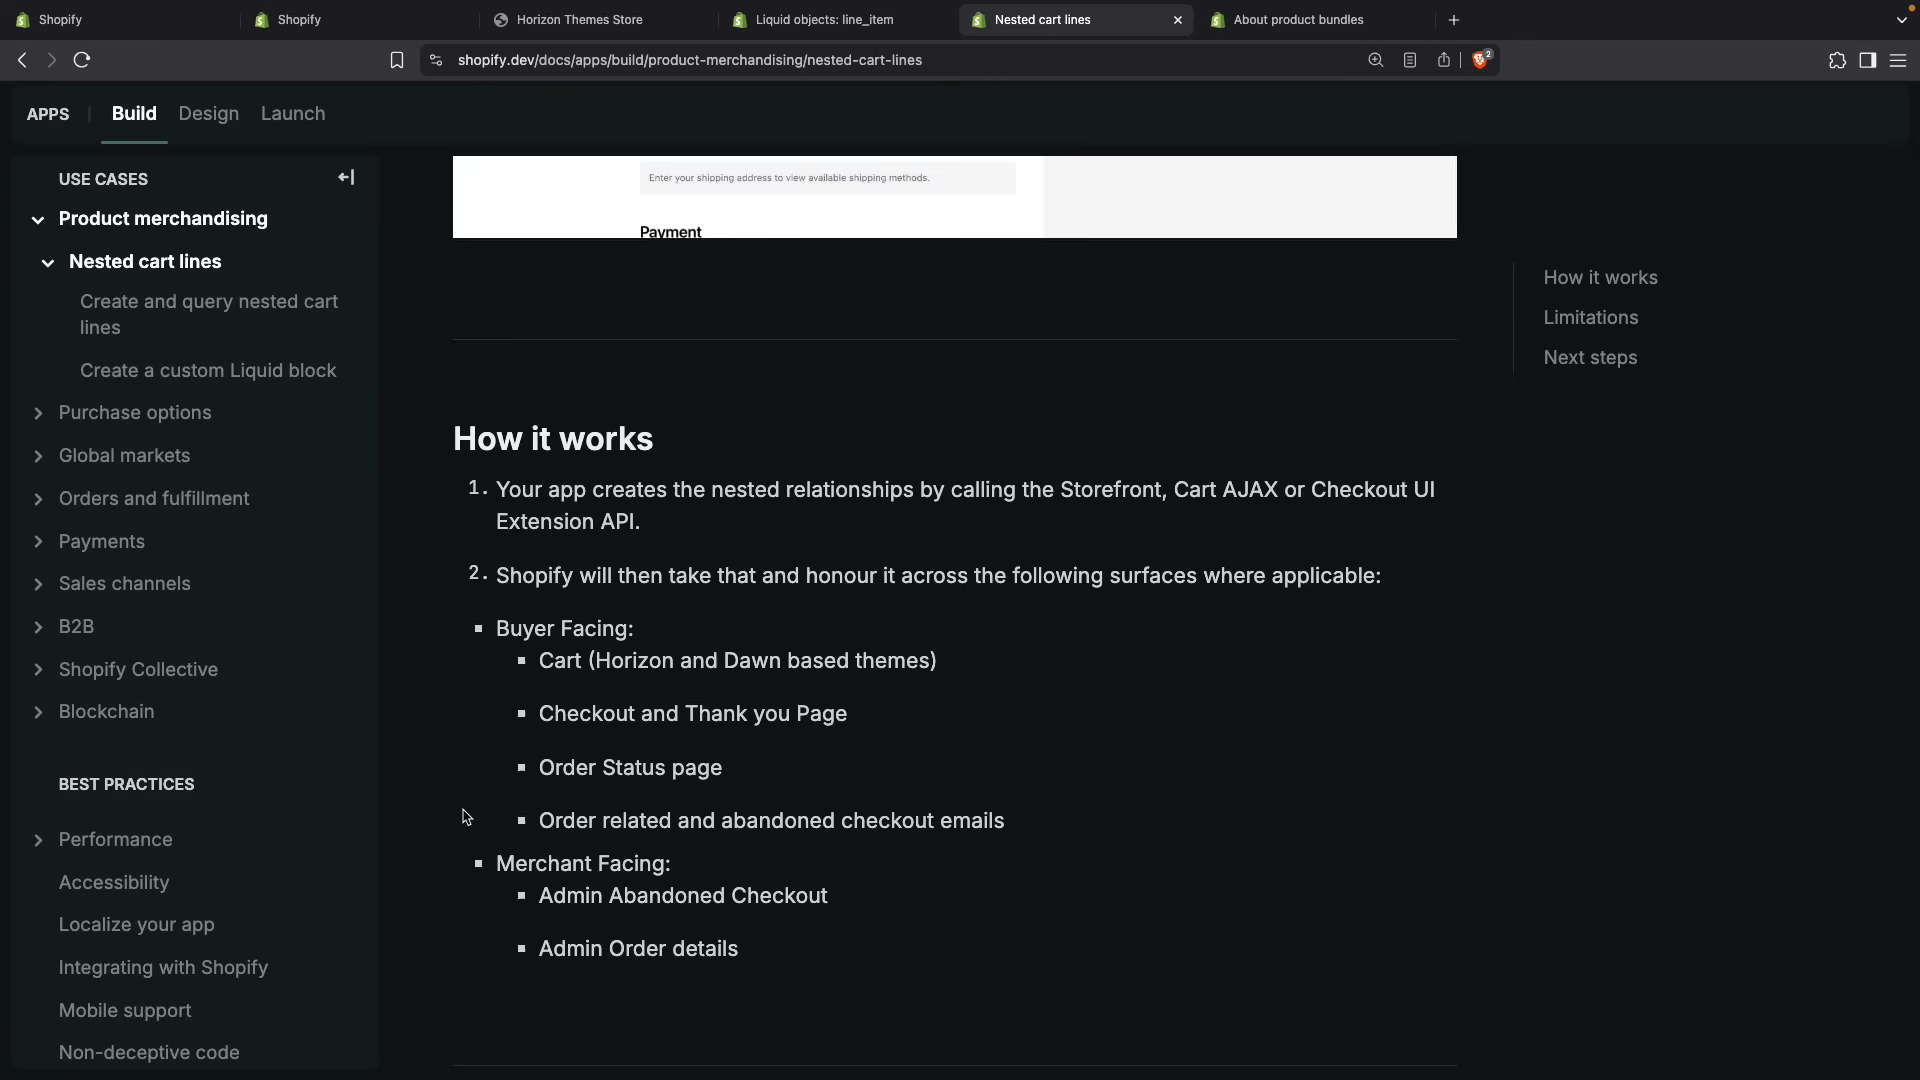 Shopify
Shopify
Horizon Themes Store
Liquid objects: line_item
Nested cart lines
About product bundles
shopify.dev/docs/apps/build/product-merchandising/nested-cart-lines
2
APPS
Build
Design
Launch
USE CASES
Product merchandising
Nested cart lines
Create and query nested cart
lines
Create a custom Liquid block
Purchase options
Global markets
Orders and fulfillment
Payments
Sales channels
B2B
Shopify Collective
Blockchain
BEST PRACTICES
Performance
Accessibility
Localize your app
Integrating with Shopify
Mobile support
Non-deceptive code
Enter your shipping address to view available shipping methods.
Payment
How it works
1. Your app creates the nested relationships by calling the Storefront, Cart AJAX or Checkout UI
Extension API.
2. Shopify will then take that and honour it across the following surfaces where applicable:
Buyer Facing:
Cart (Horizon and Dawn based themes)
Checkout and Thank you Page
Order Status page
Order related and abandoned checkout emails
Merchant Facing:
Admin Abandoned Checkout
Admin Order details
How it works
Limitations
Next steps